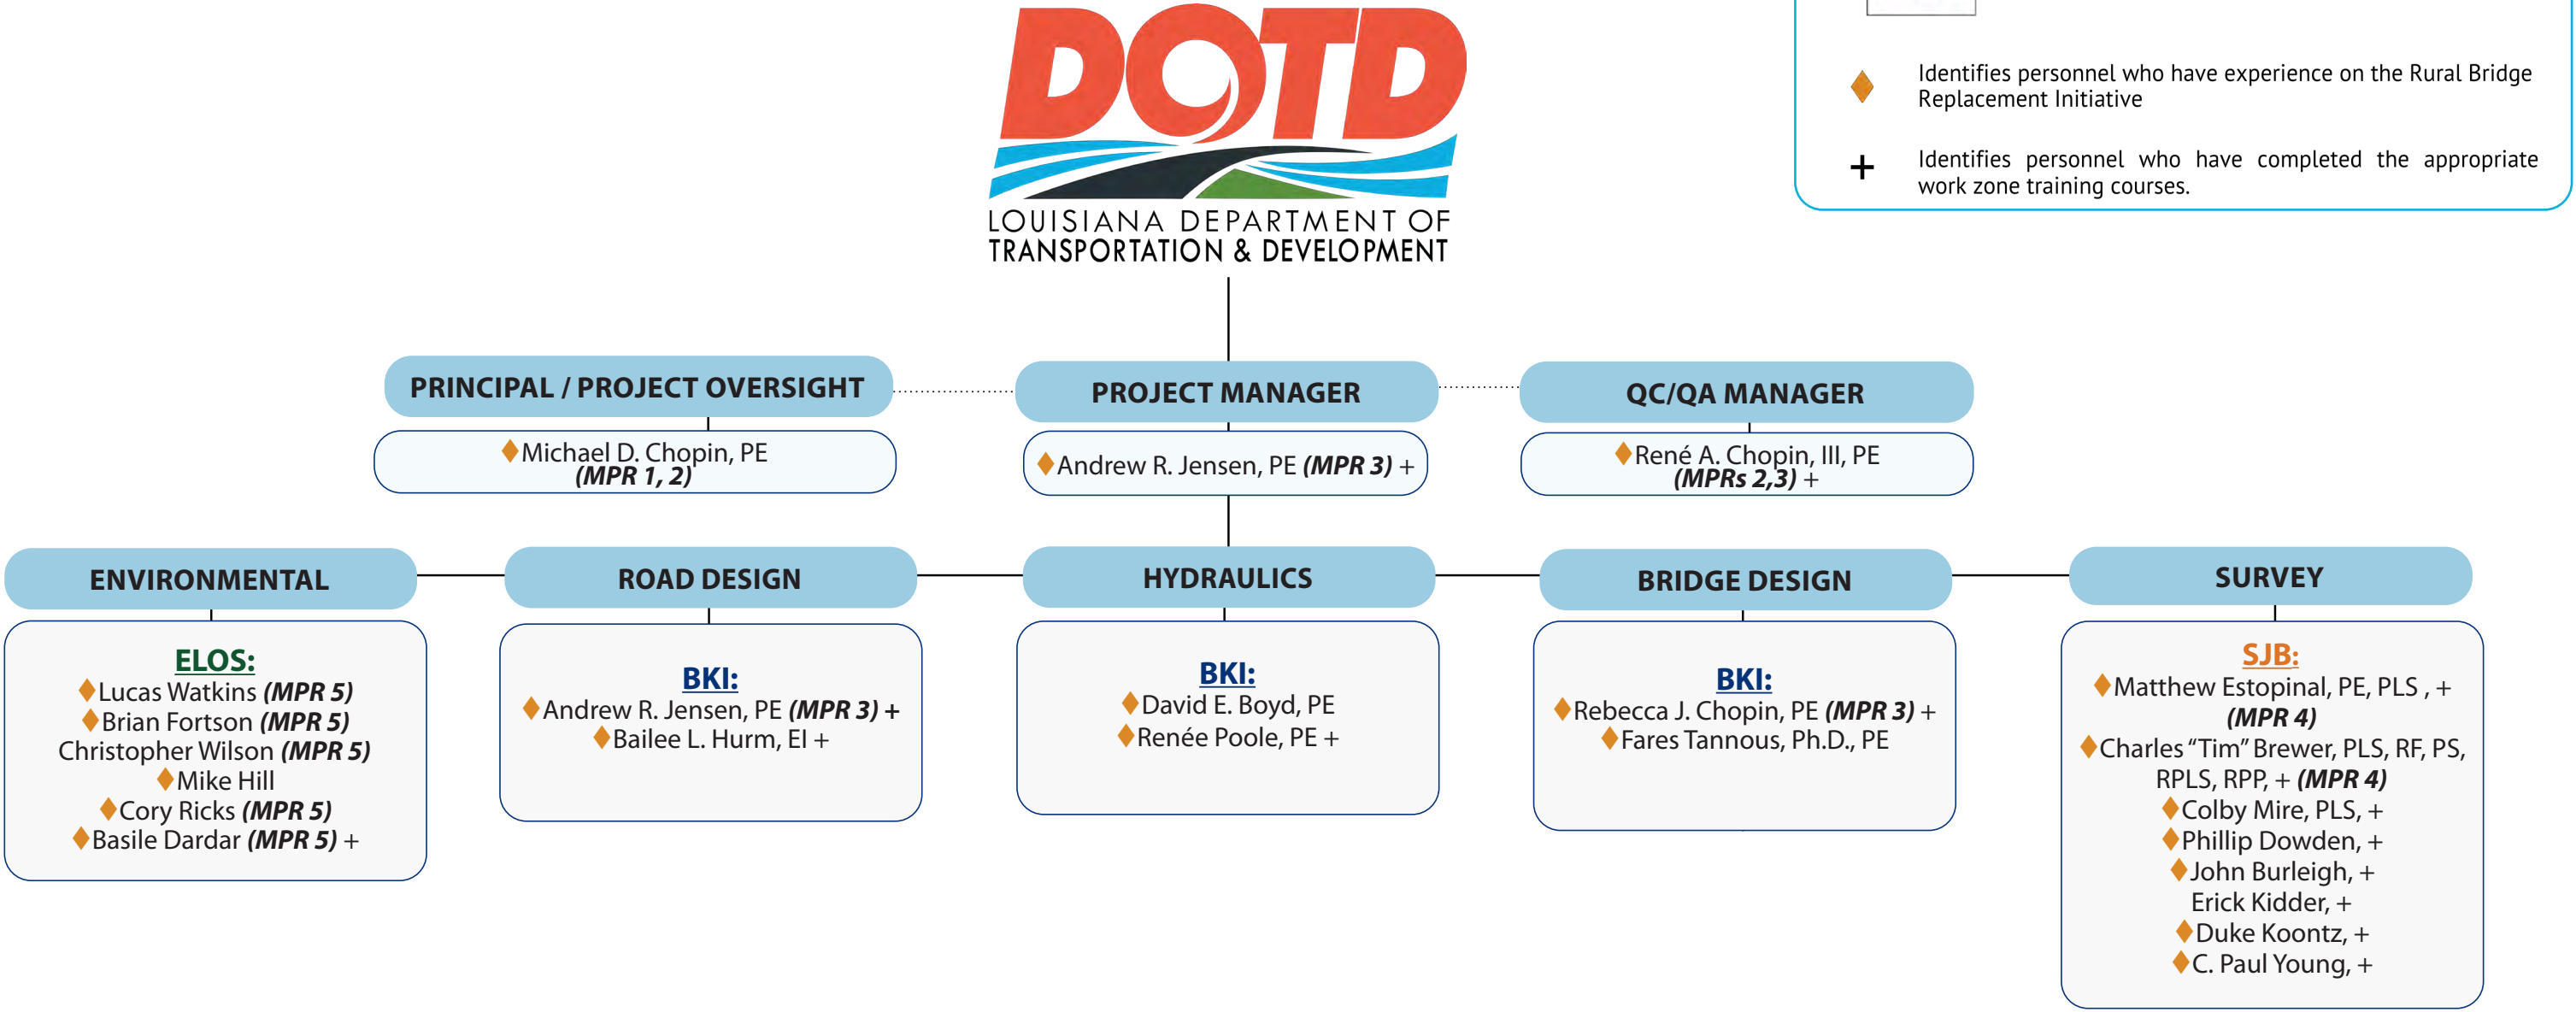 Identifies personnel who have experience on the Rural Bridge
Replacement Initiative
+ Identifies personnel who have completed the appropriate
work zone training courses.
DOTD
LOUISIANA DEPARTMENT OF
TRANSPORTATION & DEVELOPMENT
PRINCIPAL / PROJECT OVERSIGHT
Michael D. Chopin, PE
(MPR 1, 2)
PROJECT MANAGER
Andrew R. Jensen, PE (MPR 3) +
QC/QA MANAGER
René A. Chopin, III, PE
(MPRs 2,3) +
ENVIRONMENTAL
ELOS:
Lucas Watkins (MPR 5)
Brian Fortson (MPR 5)
Christopher Wilson (MPR 5)
Mike Hill
Cory Ricks (MPR 5)
Basile Dardar (MPR 5) +
ROAD DESIGN
BKI:
Andrew R. Jensen, PE (MPR 3) +
Bailee L. Hurm, EI +
HYDRAULICS
BKI:
David E. Boyd, PE
Renée Poole, PE +
BRIDGE DESIGN
BKI:
Rebecca J. Chopin, PE (MPR 3) +
Fares Tannous, Ph.D., PE
SURVEY
SJB:
Matthew Estopinal, PE, PLS , +
(MPR 4)
Charles “Tim” Brewer, PLS, RF, PS,
RPLS, RPP, + (MPR 4)
Colby Mire, PLS, +
Phillip Dowden, +
John Burleigh, +
Erick Kidder, +
Duke Koontz, +
C. Paul Young, +